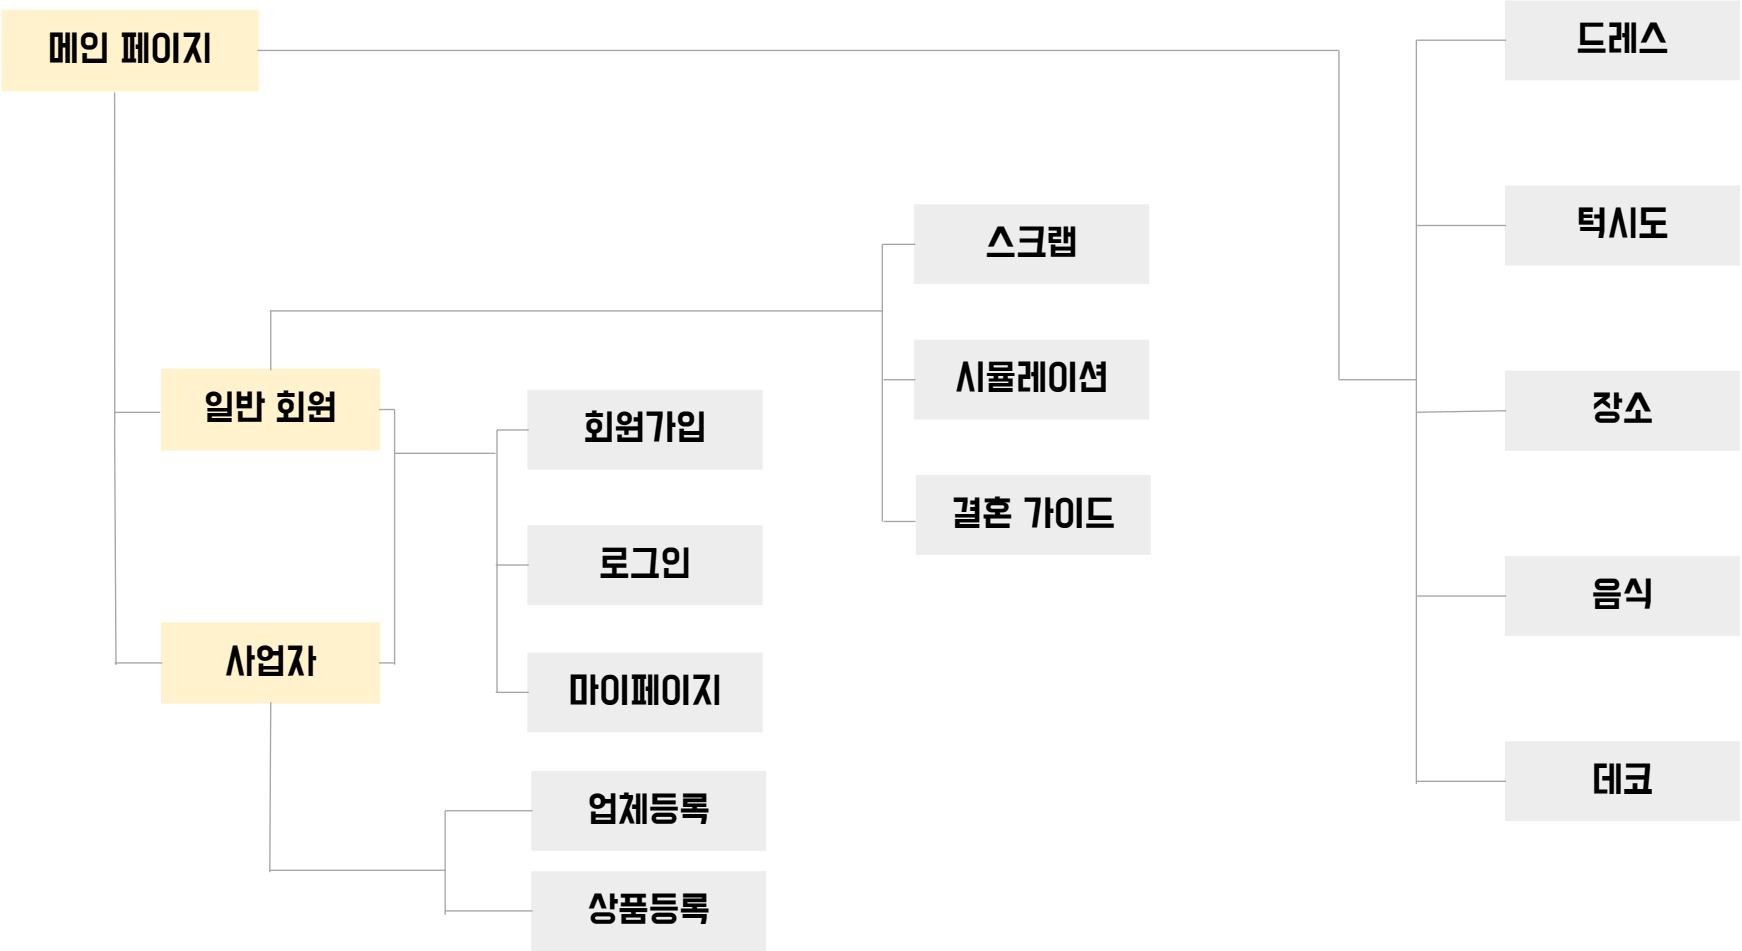 메인 페이지
드레스
턱시도
스크랩
시뮬레이션
일반 회원
장소
회원가입
결혼 가이드
로그인
음식
사업자
마이페이지
데코
업체등록
상품등록